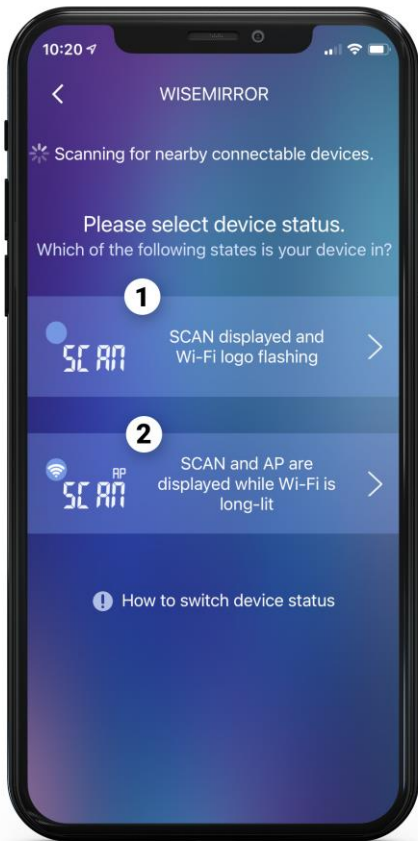 10:20
WISEMIRROR
Scanning for nearby connectable devices.
Please select device status.
Which of the following states is your device in?
1
SCAN
SCAN displayed and
Wi-Fi logo flashing
2
AP
SCAN
SCAN and AP are
displayed while Wi-Fi is
long-lit
How to switch device status